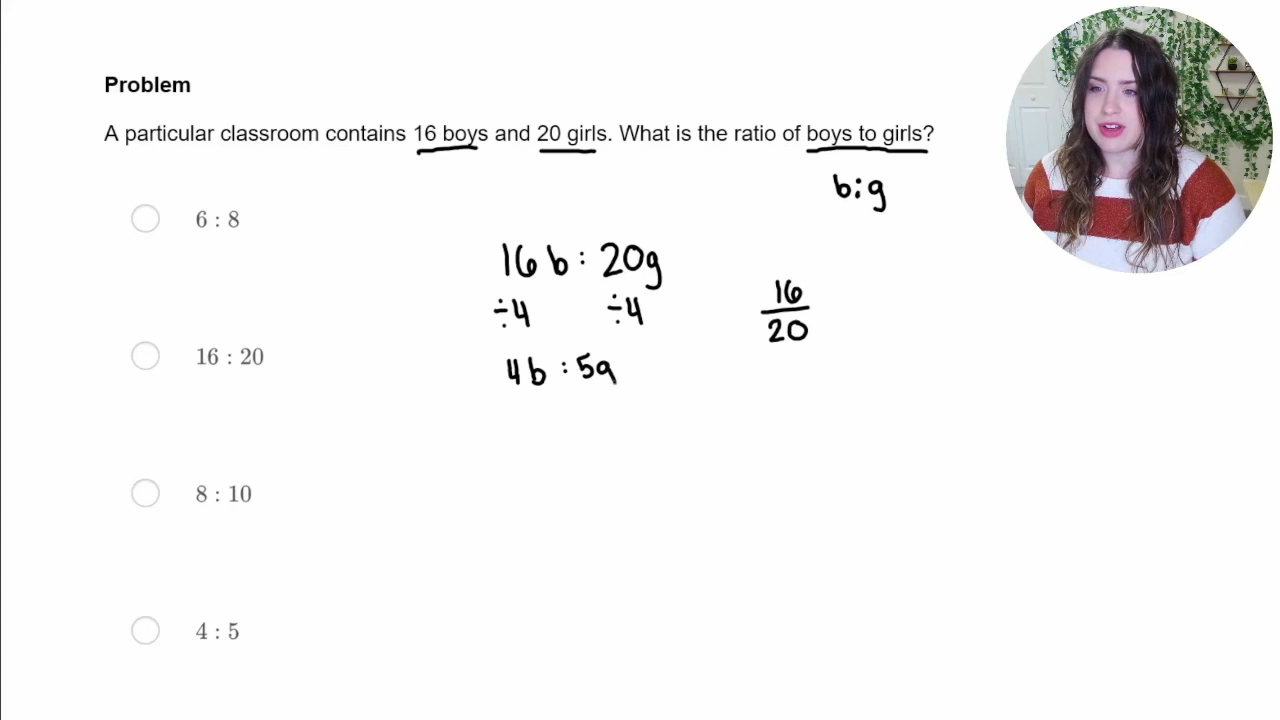 Problem
A particular classroom contains 16 boys and 20 girls. What is the ratio of boys to girls?
b:g
6 : 8
16 b : 20g
÷4 ÷4
16
20
16 : 20
4b : 5g
8 : 10
4 : 5